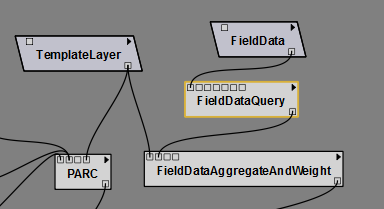 FieldData
TemplateLayer
FieldDataQuery
PARC
FieldDataAggregateAndWeight